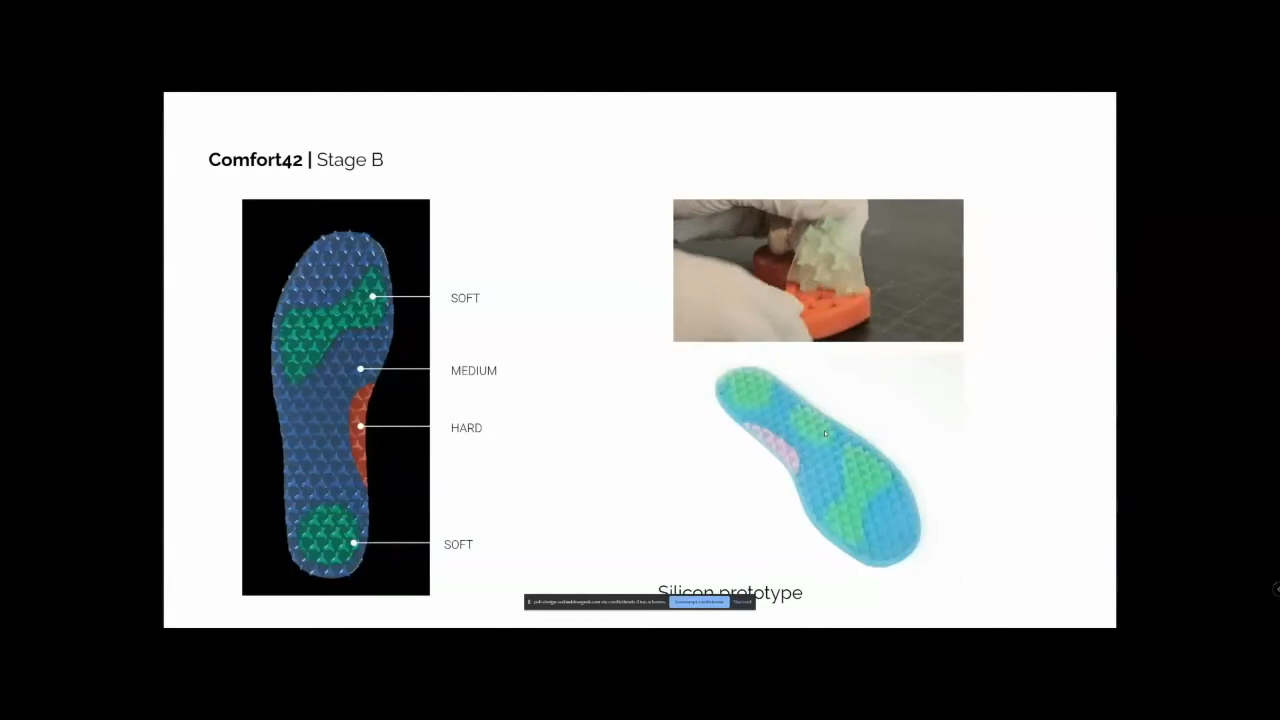 Comfort42 | Stage B
SOFT
MEDIUM
HARD
SOFT
Silicon prototype